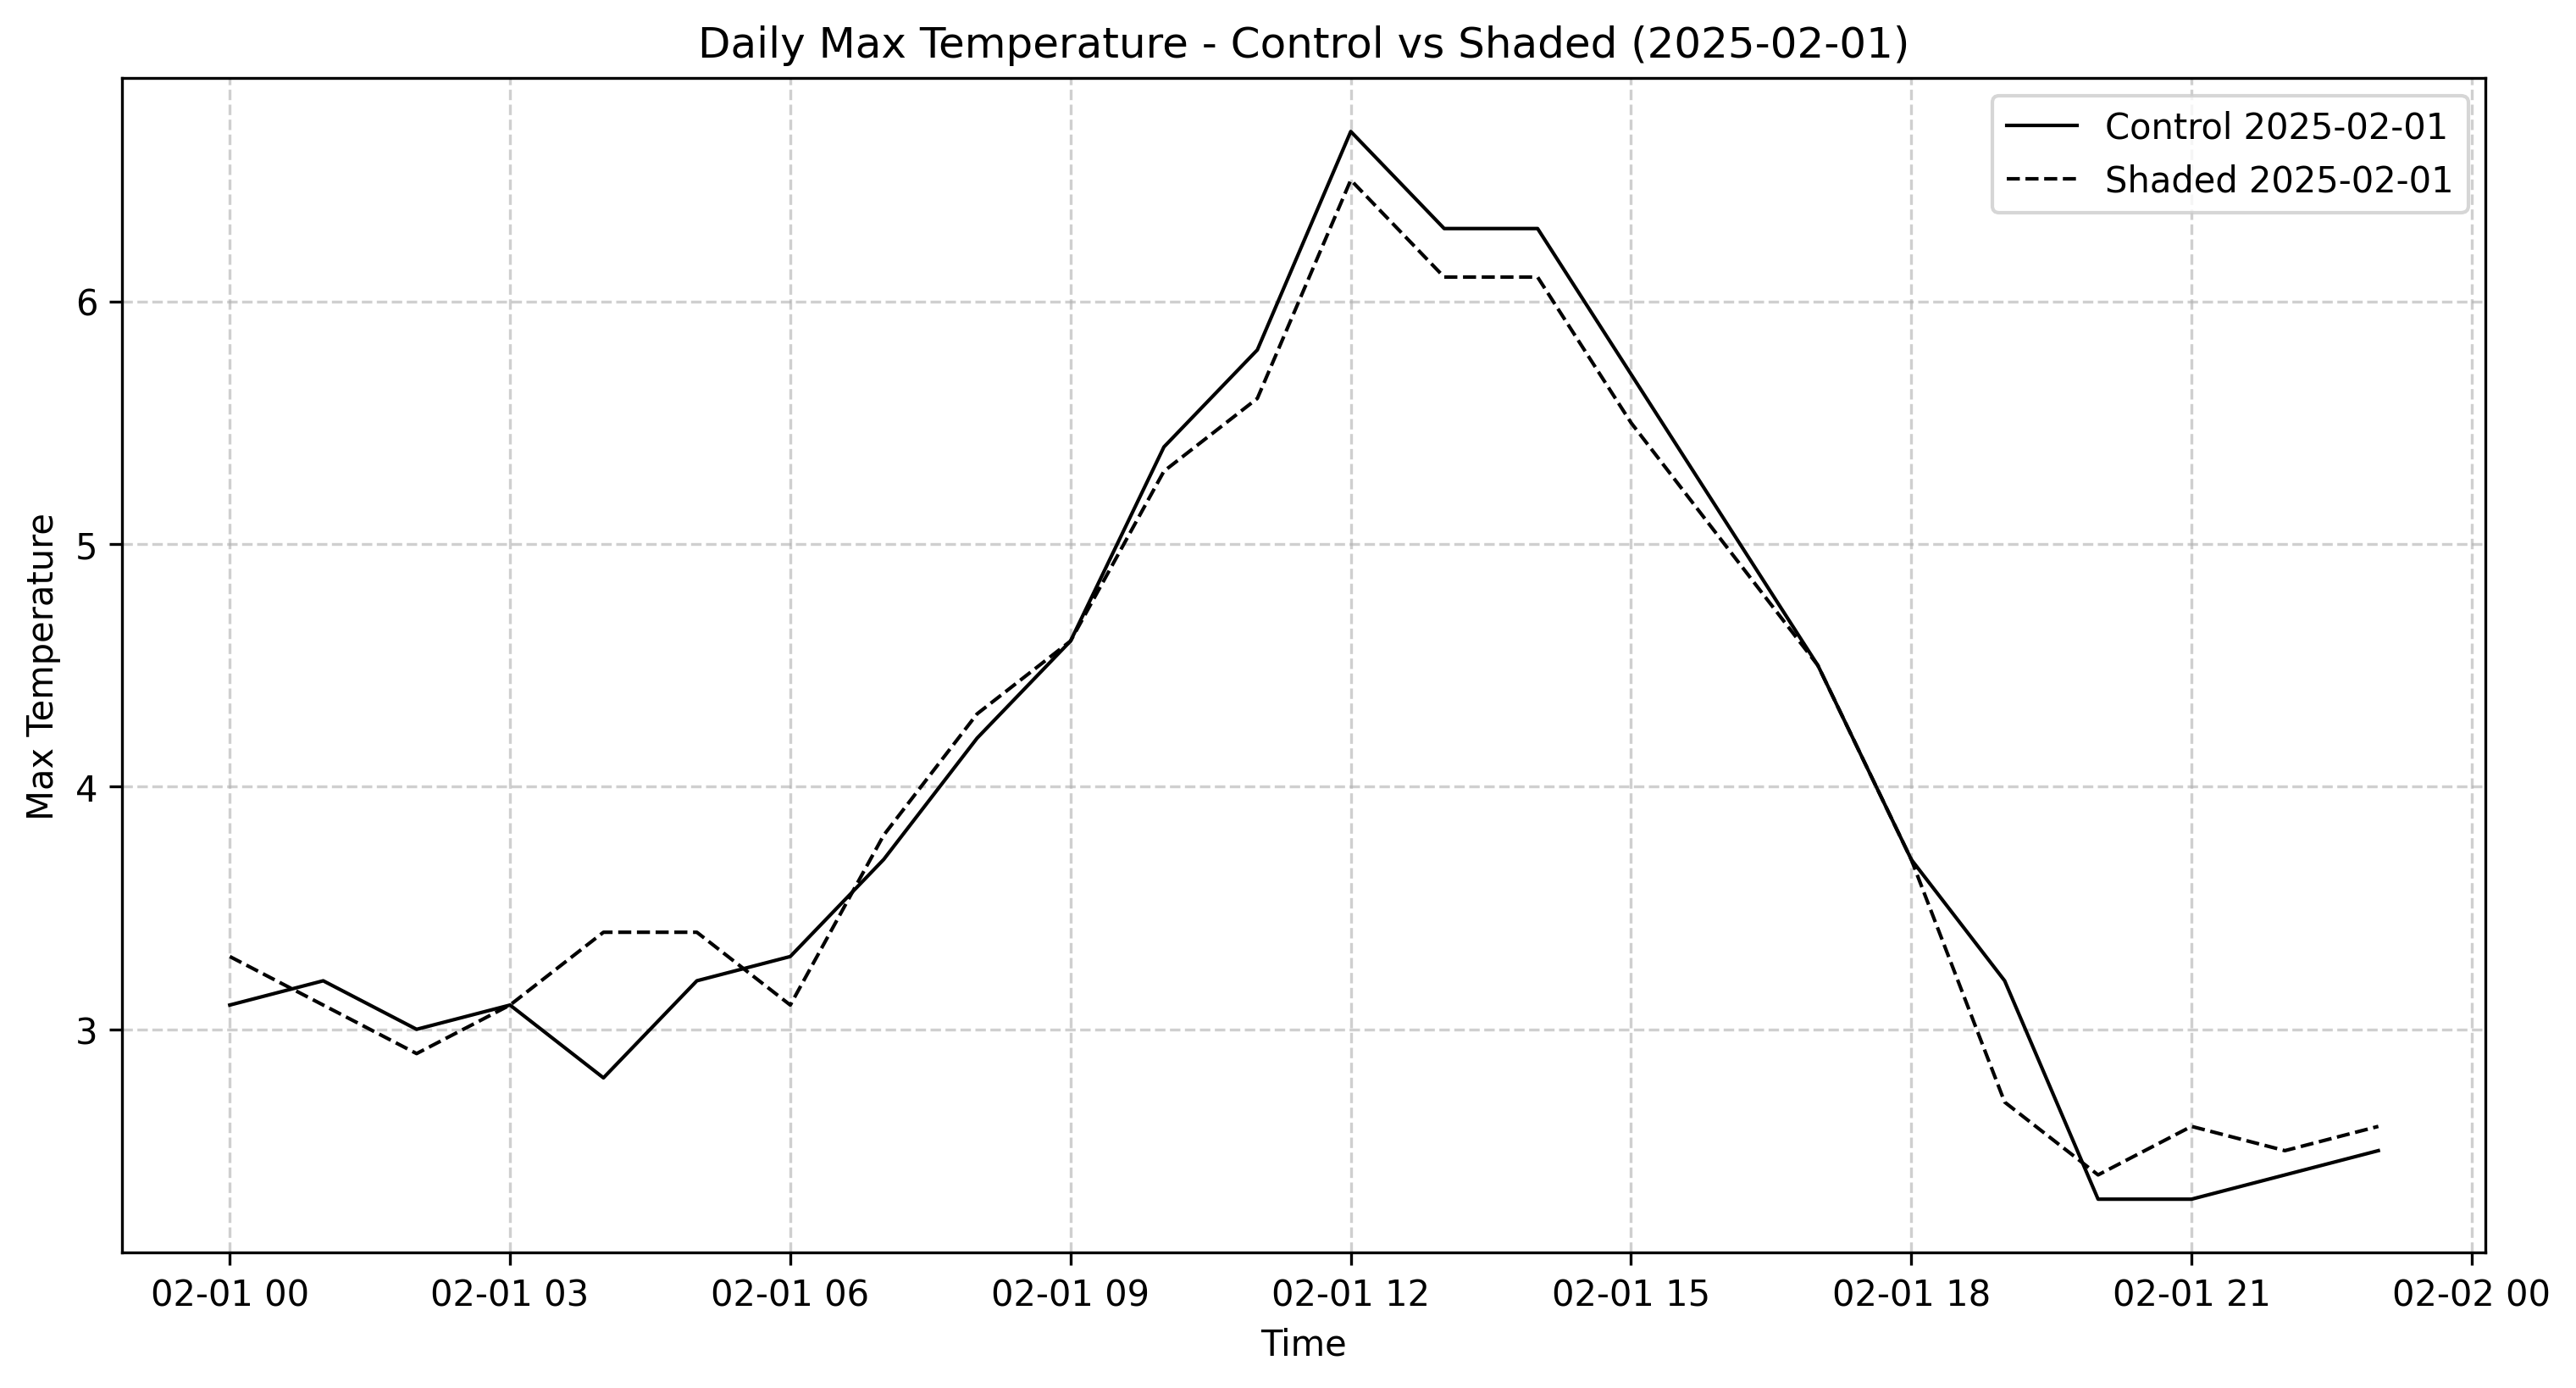 Daily Max Temperature - Control vs Shaded (2025-02-01)
Control 2025-02-01
Shaded 2025-02-01
Max Temperature
6
5
4
3
02-01 00
02-01 03
02-01 06
02-01 09
02-01 12
02-01 15
02-01 18
02-01 21
02-02 00
Time